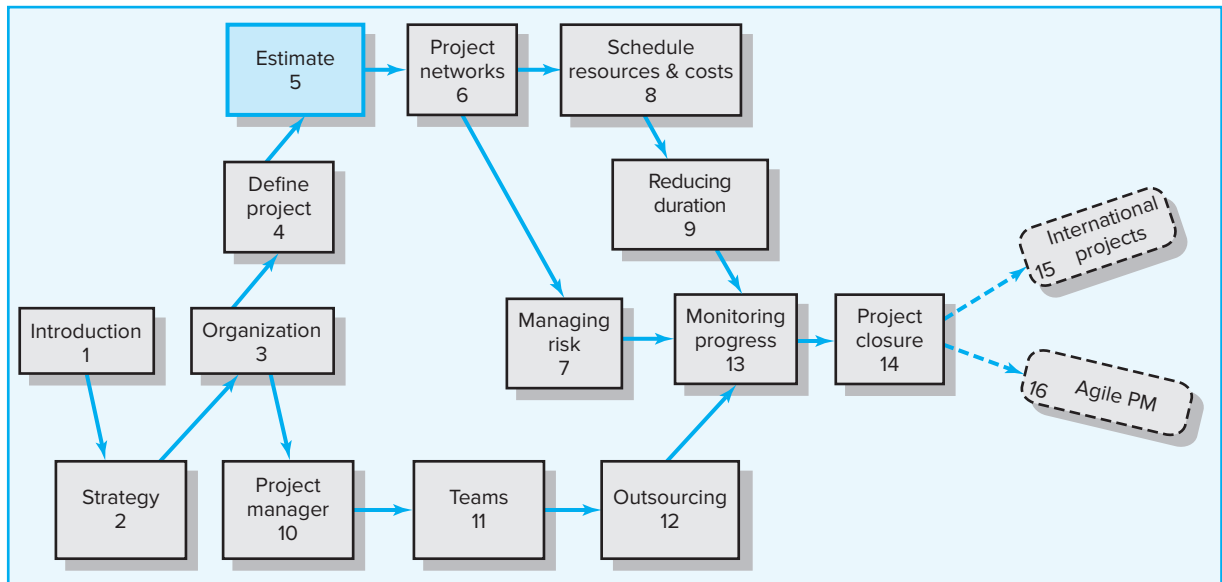 Estimate
5
Project
networks
6
Schedule
resources & costs
8
Define
project
4
Reducing
duration
9
International
projects
15
Introduction
1
Organization
3
Managing
risk
7
Monitoring
progress
13
Project
closure
14
16
Agile PM
Strategy
2
Project
manager
10
Teams
11
Outsourcing
12